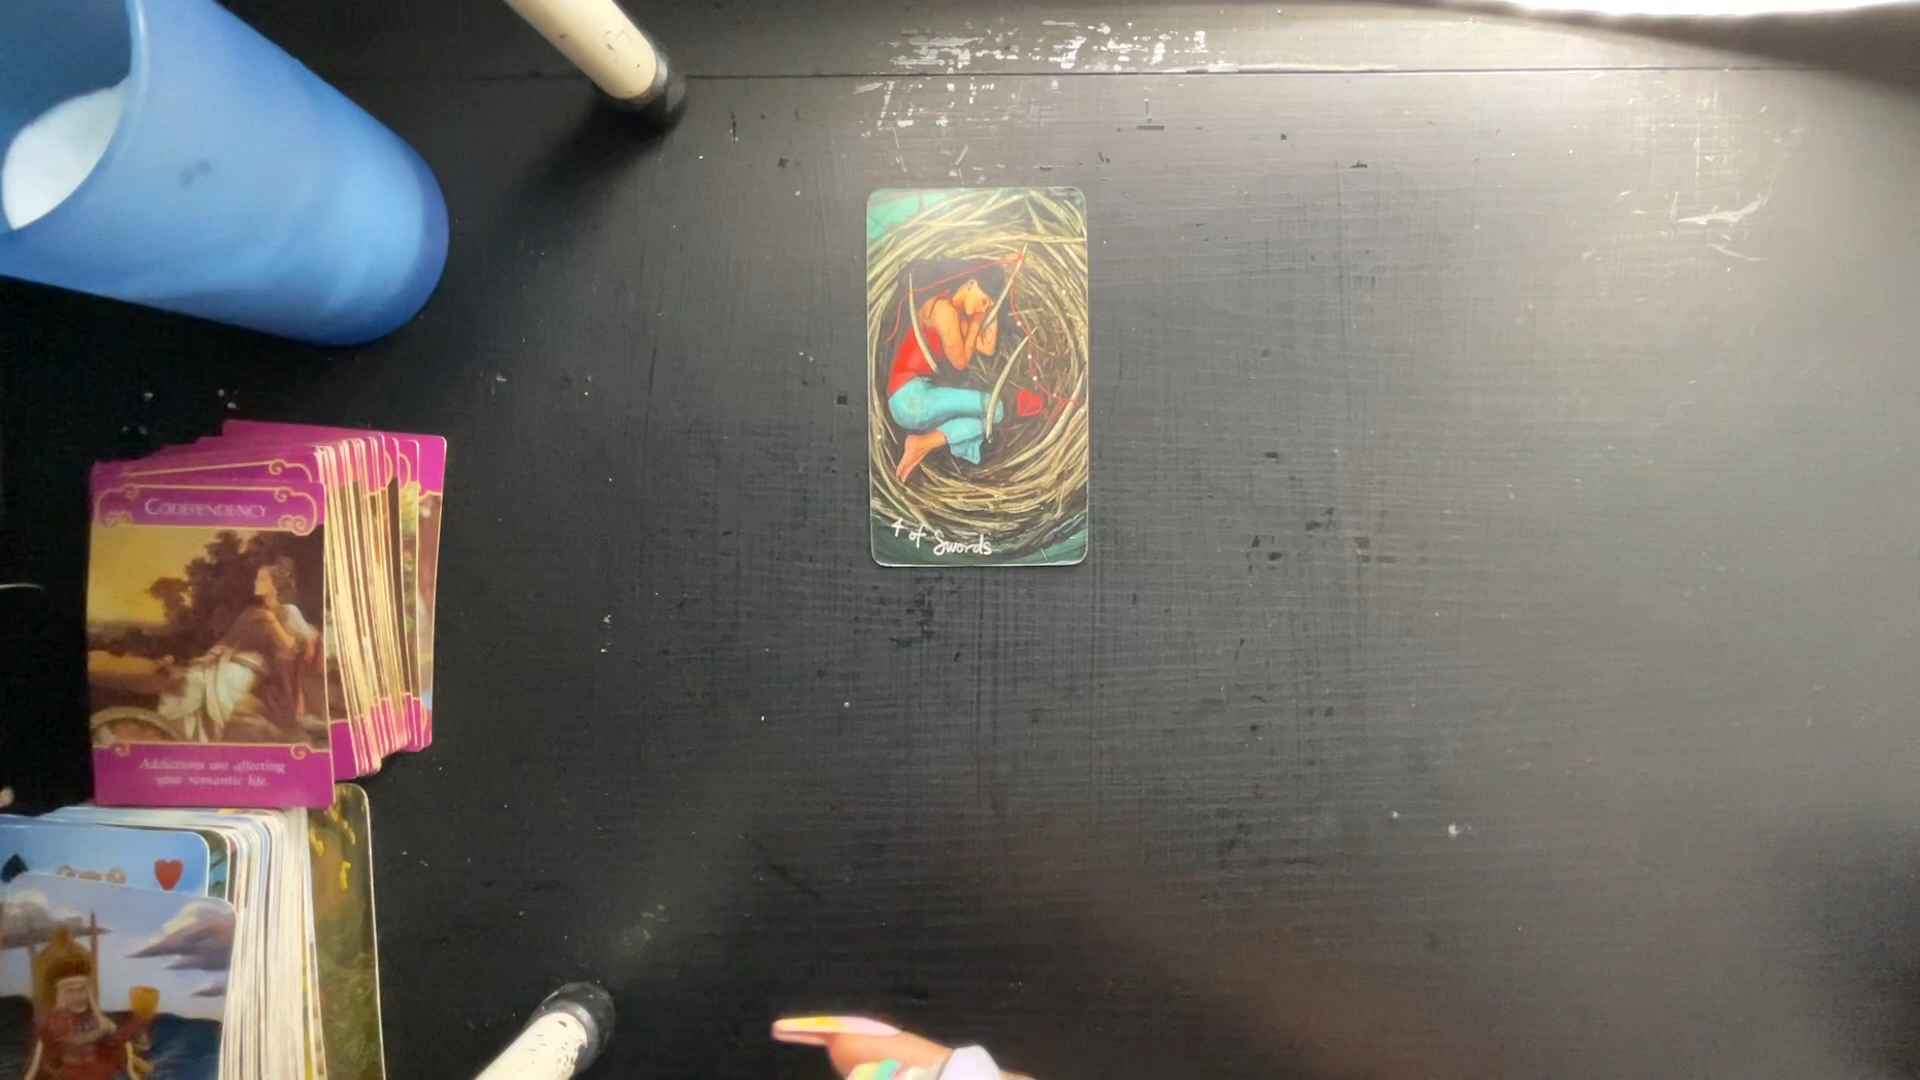 4 of Swords
CODEPENDENCY
Addictions are affecting
your romantic life.